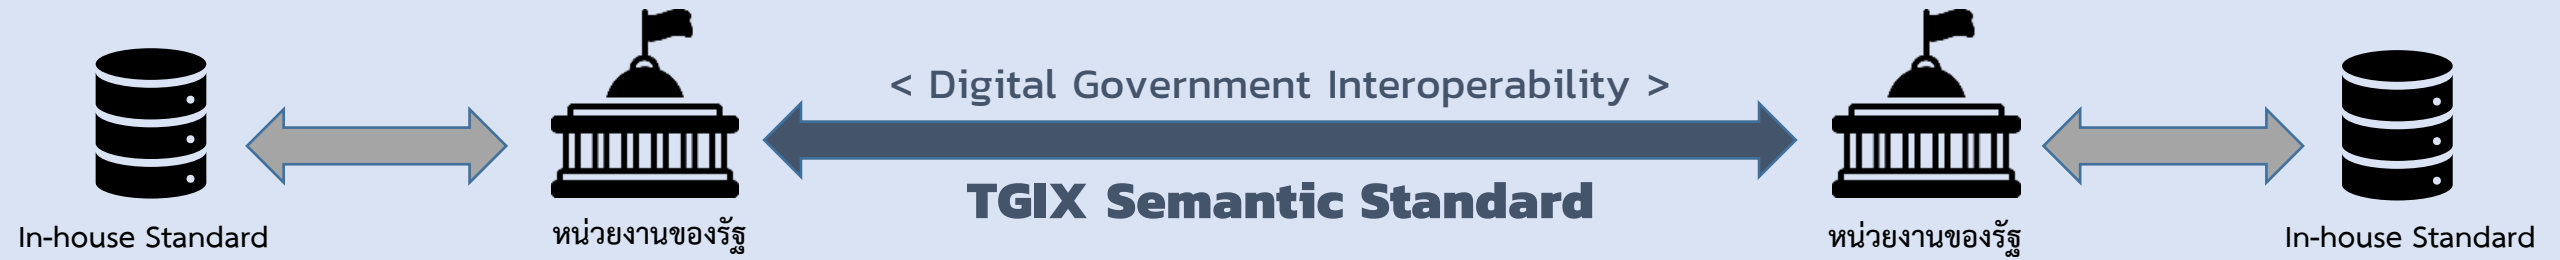 < Digital Government Interoperability >
TGIX Semantic Standard
In-house Standard
หน่วยงานของรัฐ
หน่วยงานของรัฐ
In-house Standard